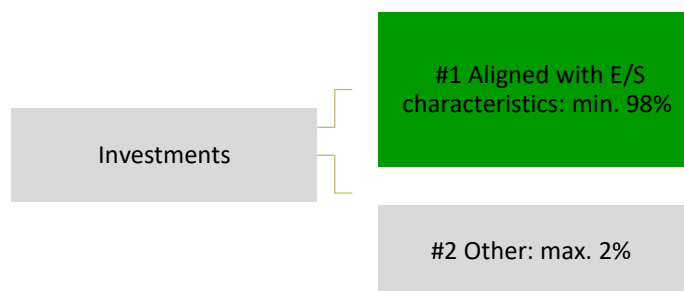 #1 Aligned with E/S
characteristics: min. 98%
Investments
#2 Other: max. 2%